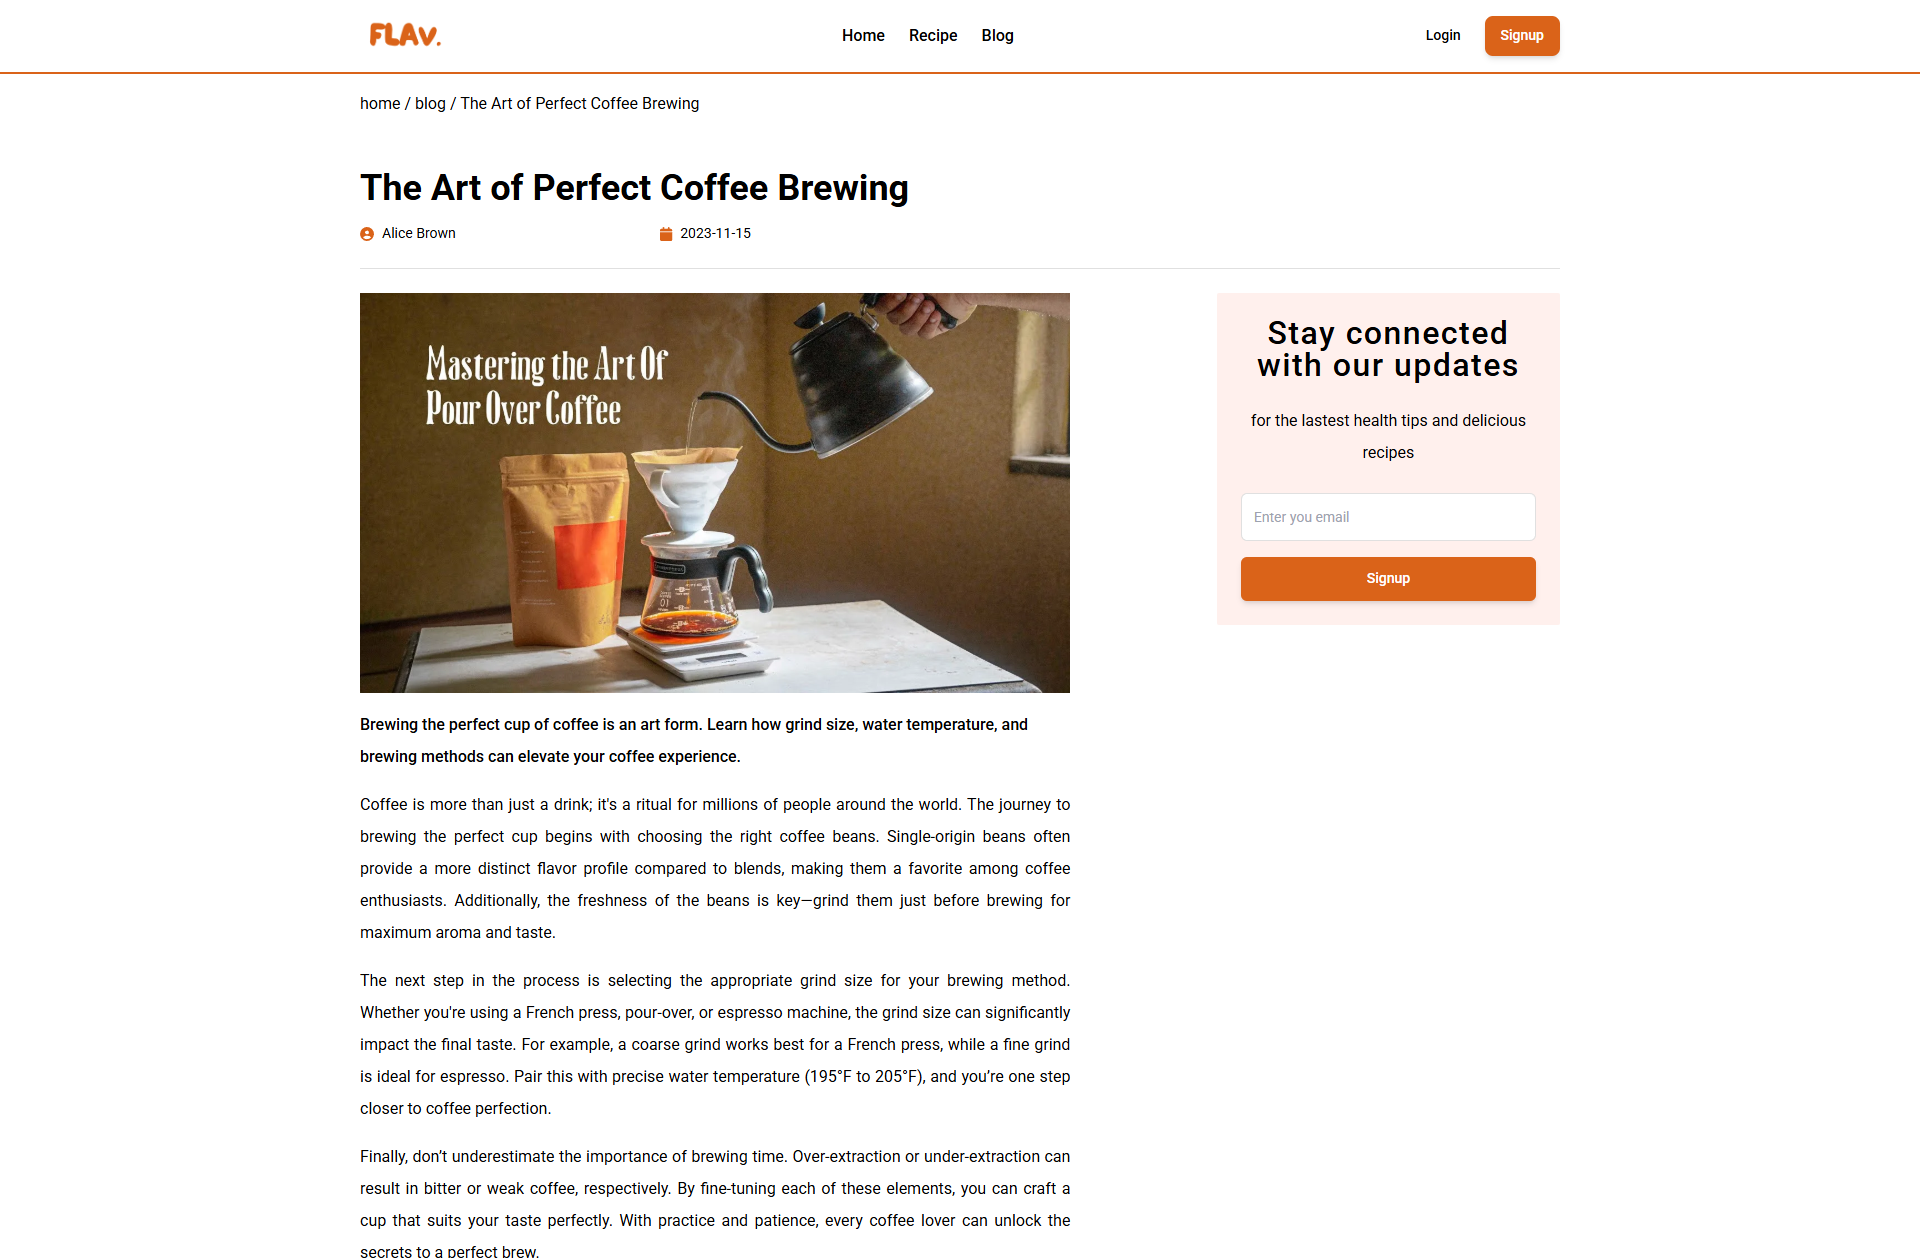 FLAV.
Home Recipe Blog
Login Signup
home / blog / The Art of Perfect Coffee Brewing
The Art of Perfect Coffee Brewing
Alice Brown 2023-11-15
Mastering the Art Of
Pour Over Coffee
Brewing the perfect cup of coffee is an art form. Learn how grind size, water temperature, and
brewing methods can elevate your coffee experience.
Coffee is more than just a drink; it's a ritual for millions of people around the world. The journey to
brewing the perfect cup begins with choosing the right coffee beans. Single-origin beans often
provide a more distinct flavor profile compared to blends, making them a favorite among coffee
enthusiasts. Additionally, the freshness of the beans is key—grind them just before brewing for
maximum aroma and taste.
The next step in the process is selecting the appropriate grind size for your brewing method.
Whether you're using a French press, pour-over, or espresso machine, the grind size can significantly
impact the final taste. For example, a coarse grind works best for a French press, while a fine grind
is ideal for espresso. Pair this with precise water temperature (195°F to 205°F), and you’re one step
closer to coffee perfection.
Finally, don’t underestimate the importance of brewing time. Over-extraction or under-extraction can
result in bitter or weak coffee, respectively. By fine-tuning each of these elements, you can craft a
cup that suits your taste perfectly. With practice and patience, every coffee lover can unlock the
secrets to a perfect brew.
Stay connected
with our updates
for the lastest health tips and delicious
recipes
Enter you email
Signup